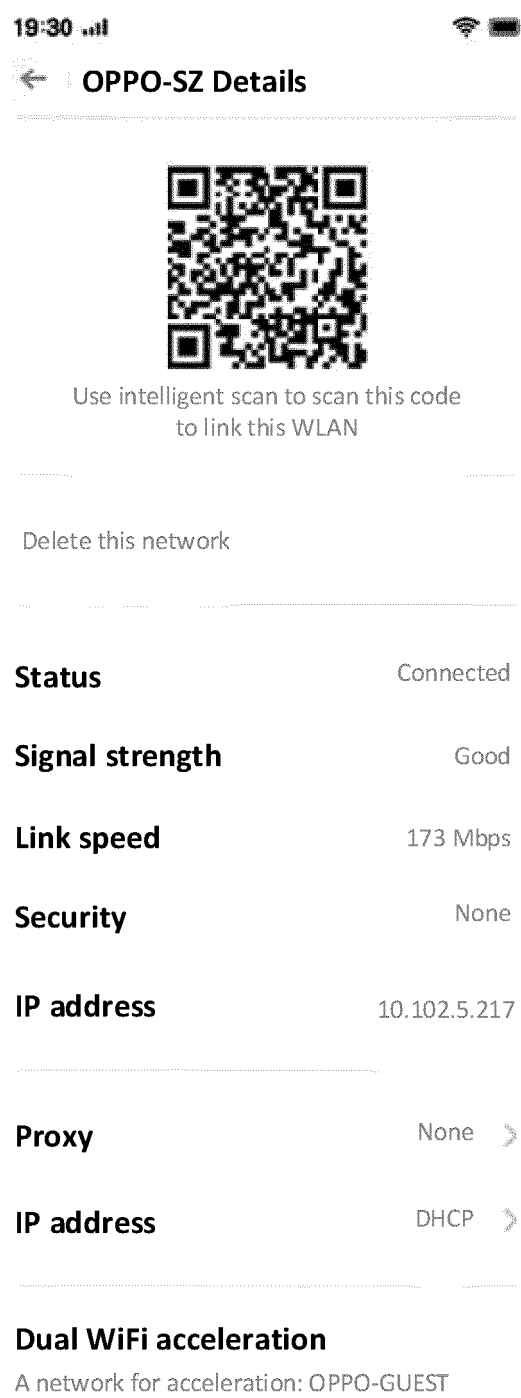 19:30
OPPO-SZ Details
Use intelligent scan to scan this code
to link this WLAN
Delete this network
Status Connected
Signal strength Good
Link speed 173 Mbps
Security None
IP address 10.102.5.217
Proxy None
IP address DHCP
Dual WiFi acceleration
A network for acceleration: OPPO-GUEST